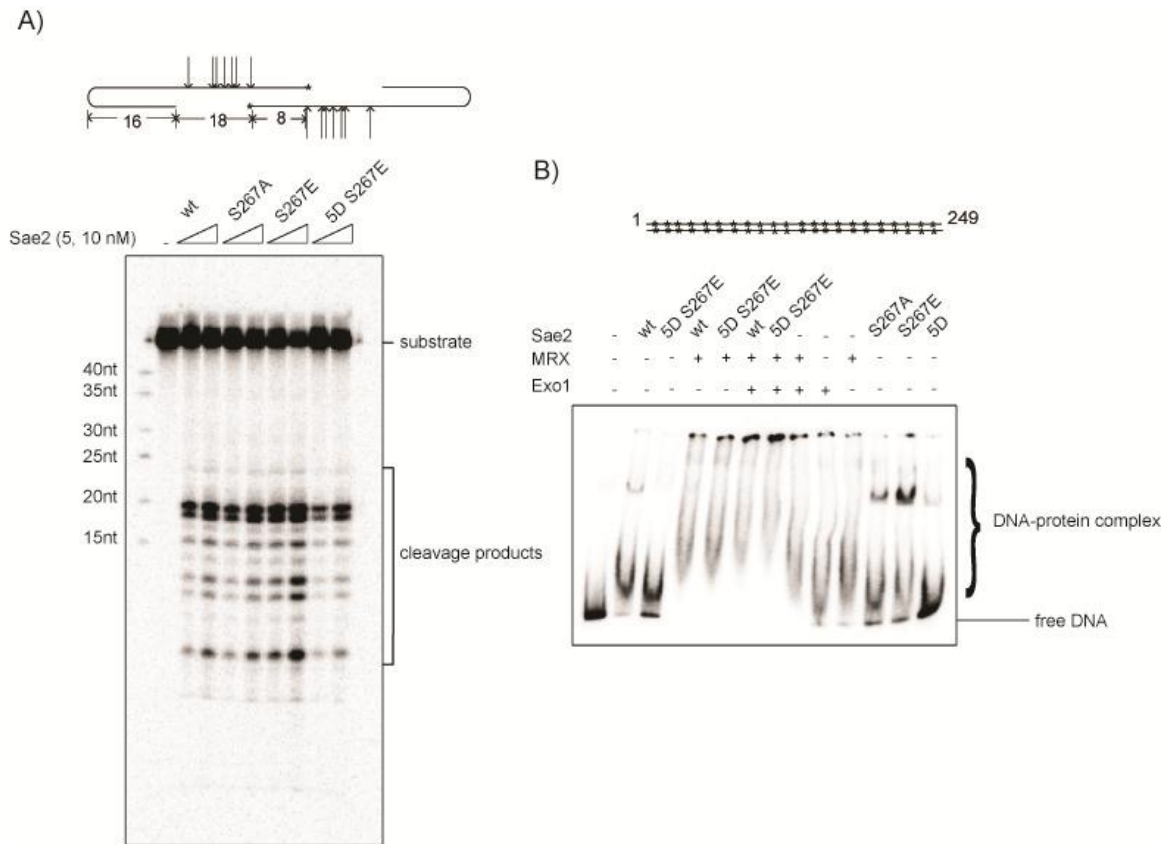 A)
16
18
8
wt
S267A
S267E
5D S267E
Sae2 (5, 10 nM)
-
substrate
40nt
35nt
30nt
25nt
20nt
15nt
cleavage products
B)
1
249
wt
5D S267E
wt
5D S267E
wt
5D S267E
S267A
S267E
5D
Sae2 - - - -
MRX - - - + + + + + - + - - -
Exo1 - - - - - + + + + - - - -
DNA-protein complex
free DNA